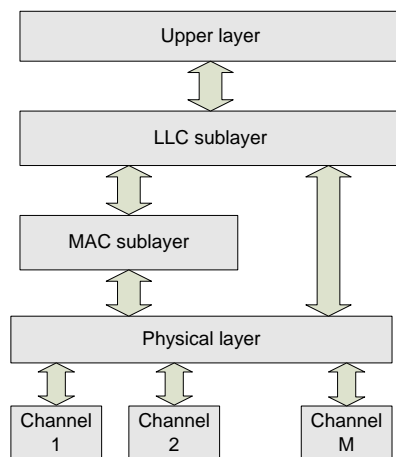 Upper layer
LLC sublayer
MAC sublayer
Physical layer
Channel
1
Channel
2
Channel
M